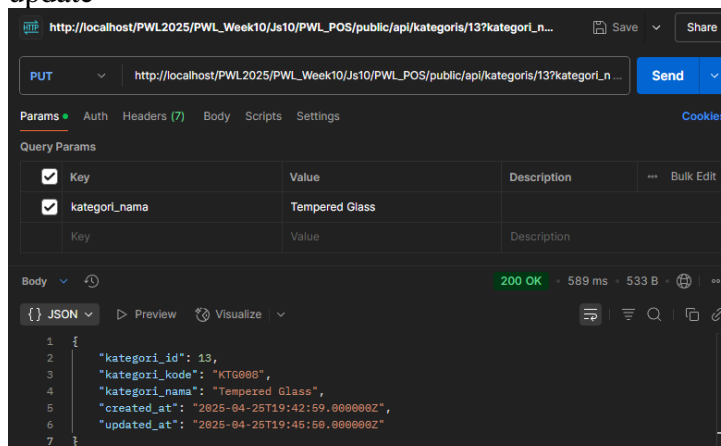 update
HTTP http://localhost/PWL2025/PWL_Week10/Js10/PWL_POS/public/api/kategoris/13?kategori_n... Save Share
PUT http://localhost/PWL2025/PWL_Week10/Js10/PWL_POS/public/api/kategoris/13?kategori_n ... Send
Params Auth Headers (7) Body Scripts Settings Cookies
Query Params
Key Value Description ... Bulk Edit
kategori_nama Tempered Glass
Key Value Description
Body 200 OK 589 ms 533 B
{} JSON Preview Visualize
1 {
2 "kategori_id": 13,
3 "kategori_kode": "KTG008",
4 "kategori_nama": "Tempered Glass",
5 "created_at": "2025-04-25T19:42:59.000000Z",
6 "updated_at": "2025-04-25T19:45:50.000000Z"
7 }